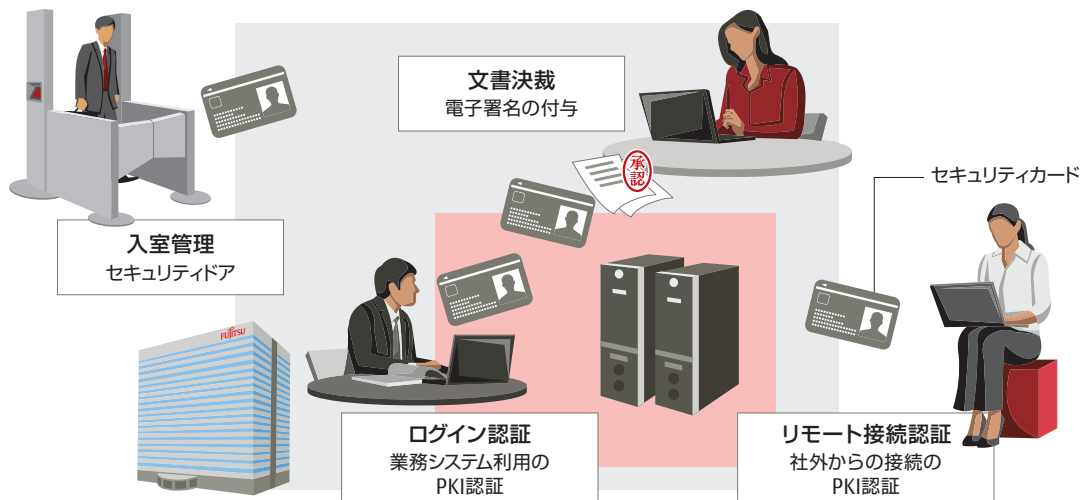 文書決裁
電子署名の付与
承認
セキュリティカード
入室管理
セキュリティドア
FUJITSU
ログイン認証
業務システム利用の
PKI認証
リモート接続認証
社外からの接続の
PKI認証